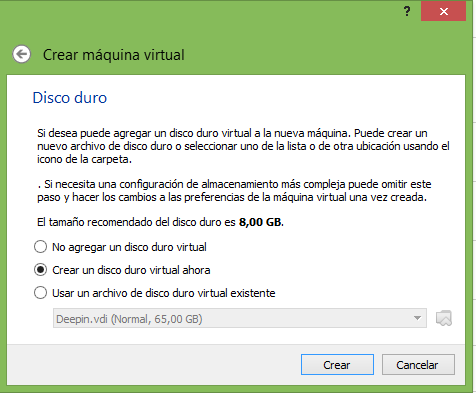 ?
x
Crear máquina virtual
Disco duro
Si desea puede agregar un disco duro virtual a la nueva máquina. Puede crear un
nuevo archivo de disco duro o seleccionar uno de la lista o de otra ubicación usando el
icono de la carpeta.
. Si necesita una configuración de almacenamiento más compleja puede omitir este
paso y hacer los cambios a las preferencias de la máquina virtual una vez creada.
El tamaño recomendado del disco duro es 8,00 GB.
No agregar un disco duro virtual
Crear un disco duro virtual ahora
Usar un archivo de disco duro virtual existente
Deepin.vdi (Normal, 65,00 GB)
Crear
Cancelar